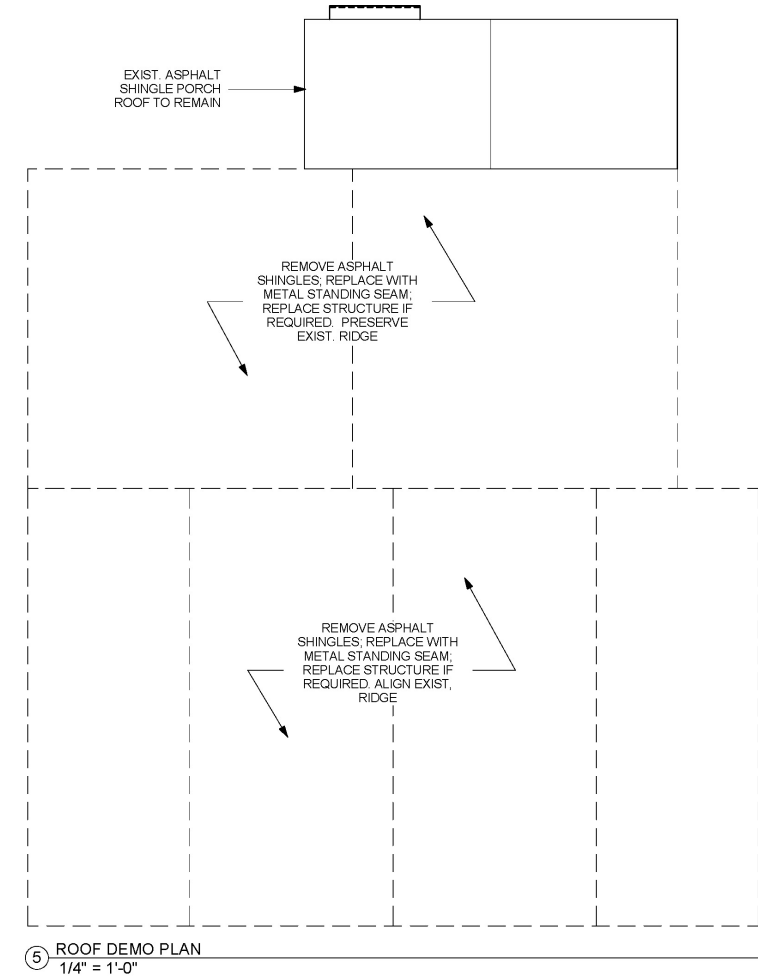 EXIST. ASPHALT
SHINGLE PORCH
ROOF TO REMAIN
REMOVE ASPHALT
SHINGLES; REPLACE WITH
METAL STANDING SEAM;
REPLACE STRUCTURE IF
REQUIRED. PRESERVE
EXIST. RIDGE
REMOVE ASPHALT
SHINGLES; REPLACE WITH
METAL STANDING SEAM;
REPLACE STRUCTURE IF
REQUIRED. ALIGN EXIST,
RIDGE
5 ROOF DEMO PLAN
1/4" = 1'-0"